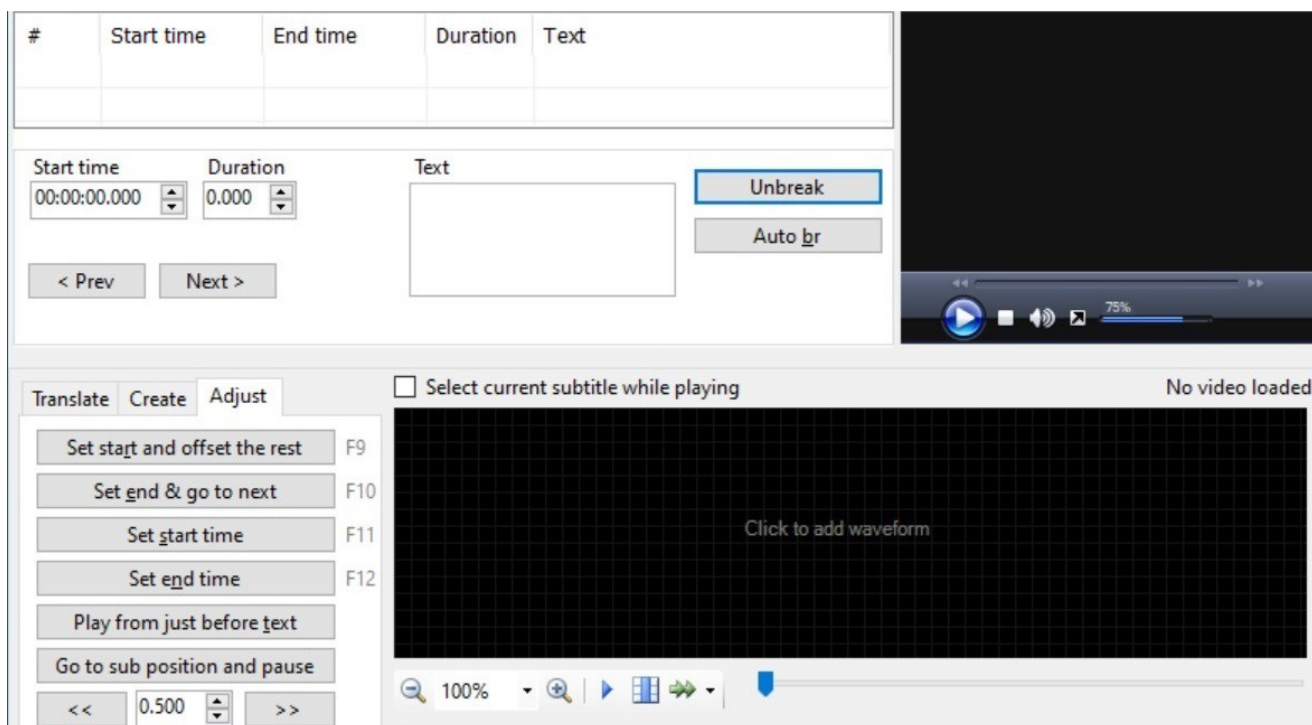 # Start time End time Duration Text
Start time Duration Text
00:00:00.000 0.000
Unbreak
Auto br
< Prev Next >
75%
Translate Create Adjust
Select current subtitle while playing No video loaded
Set start and offset the rest F9
Set end & go to next F10
Set start time F11
Set end time F12
Play from just before text
Go to sub position and pause
<< 0.500 >>
Click to add waveform
100%